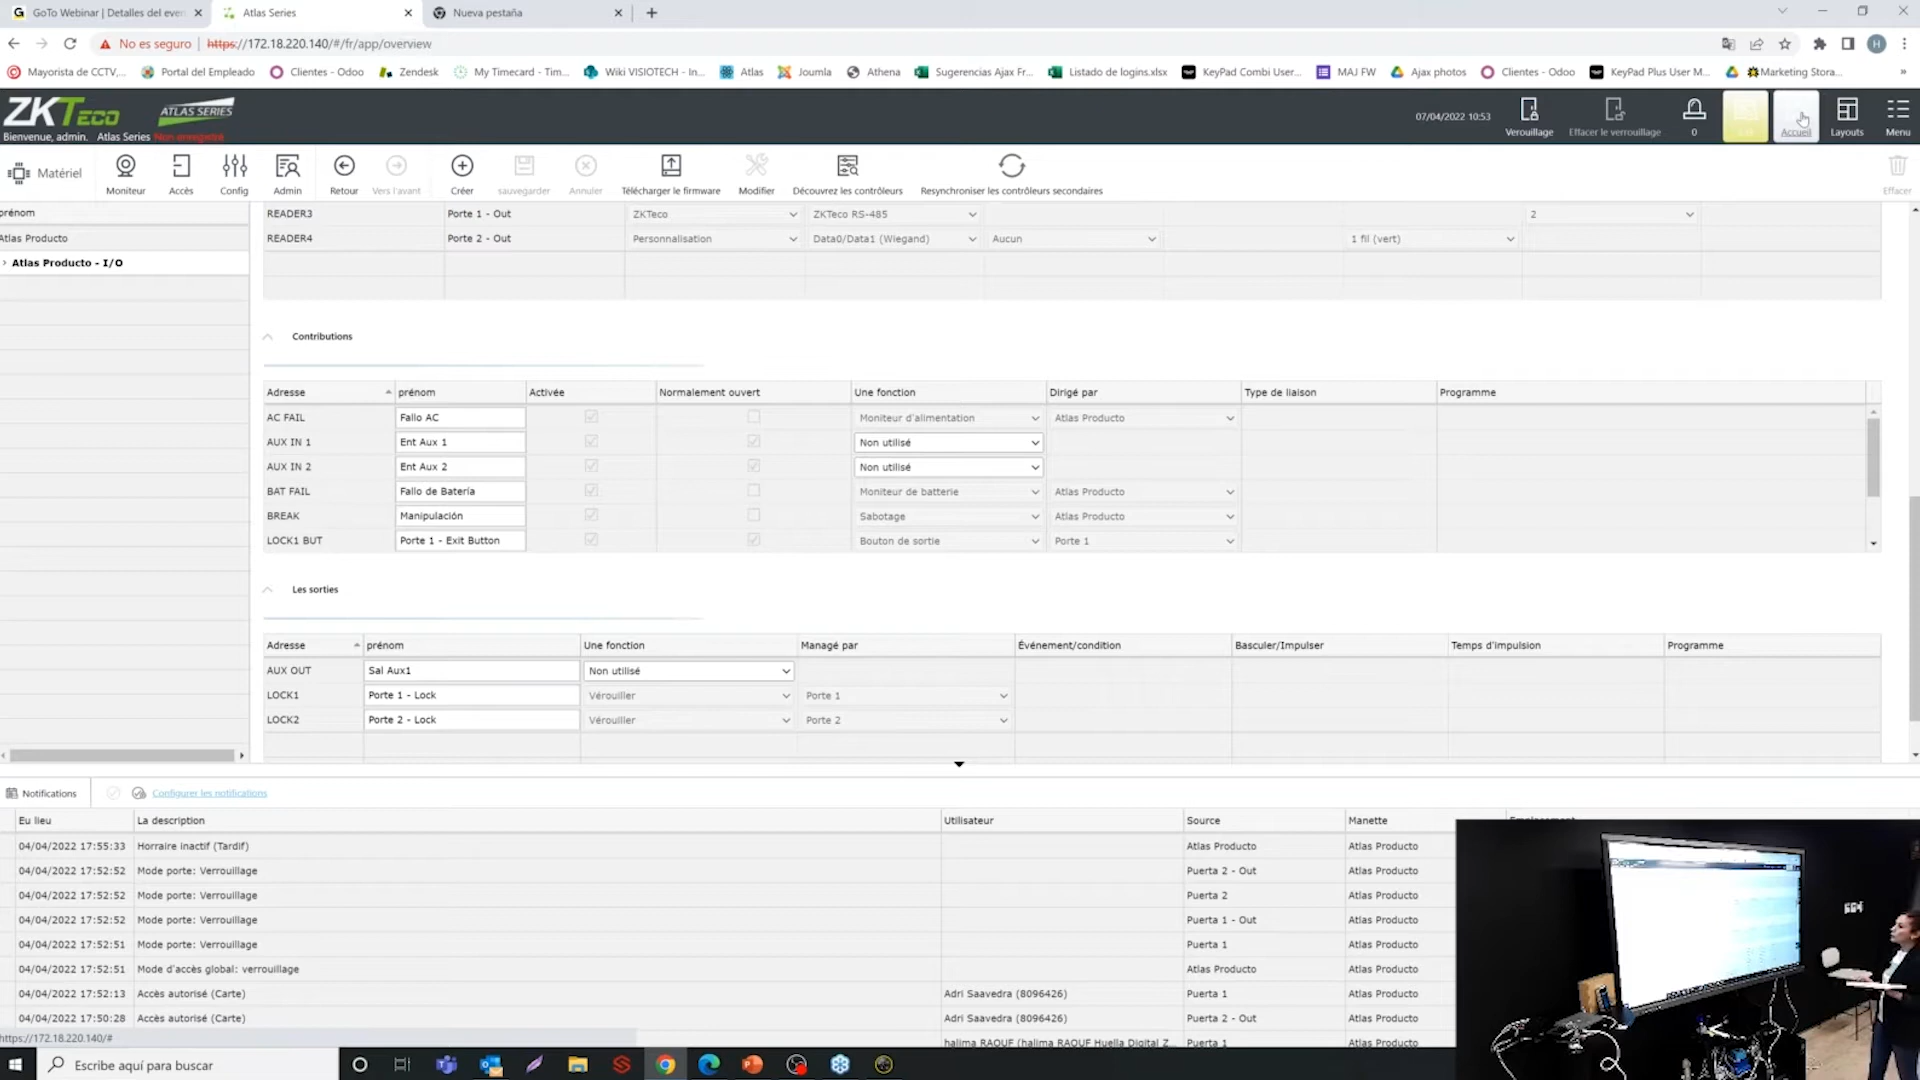 GoTo Webinar | Detalles del even
Atlas Series
Nueva pestaña
No es seguro
https://172.18.220.140/#/fr/app/overview
H
Mayorista de CCTV,...
Portal del Empleado
Clientes - Odoo
Zendesk
My Timecard - Tim...
Wiki VISIOTECH - In...
Atlas
Joumla
Athena
Sugerencias Ajax Fr...
Listado de logins.xlsx
KeyPad Combi User...
MAJ FW
Ajax photos
Clientes - Odoo
KeyPad Plus User M...
Marketing Stora...
ZKTeco
ATLAS SERIES
Bienvenue, admin. Atlas Series Non enregistré
07/04/2022 10:53
Verouillage
Effacer le verrouillage
0
Accueil
Layouts
Menu
Matériel
Moniteur
Accès
Config
Admin
Retour
Vers l'avant
Créer
sauvegarder
Annuler
Télécharger le firmware
Modifier
Découvrez les contrôleurs
Resynchroniser les contrôleurs secondaires
Effacer
prénom
Atlas Producto
Atlas Producto - I/O
READER3 Porte 1 - Out ZKTeco ZKTeco RS-485 2
READER4 Porte 2 - Out Personnalisation Data0/Data1 (Wiegand) Aucun 1 fil (vert)
Contributions
Adresse prénom Activée Normalement ouvert Une fonction Dirigé par Type de liaison Programme
AC FAIL Fallo AC Moniteur d'alimentation Atlas Producto
AUX IN 1 Ent Aux 1 Non utilisé
AUX IN 2 Ent Aux 2 Non utilisé
BAT FAIL Fallo de Batería Moniteur de batterie Atlas Producto
BREAK Manipulación Sabotage Atlas Producto
LOCK1 BUT Porte 1 - Exit Button Bouton de sortie Porte 1
Les sorties
Adresse prénom Une fonction Managé par Événement/condition Basculer/Impulser Temps d'impulsion Programme
AUX OUT Sal Aux1 Non utilisé
LOCK1 Porte 1 - Lock Vérouiller Porte 1
LOCK2 Porte 2 - Lock Vérouiller Porte 2
Notifications
Configurer les notifications
Eu lieu La description Utilisateur Source Manette
04/04/2022 17:55:33 Horraire inactif (Tardif) Atlas Producto Atlas Producto
04/04/2022 17:52:52 Mode porte: Verrouillage Puerta 2 - Out Atlas Producto
04/04/2022 17:52:52 Mode porte: Verrouillage Puerta 2 Atlas Producto
04/04/2022 17:52:52 Mode porte: Verrouillage Puerta 1 - Out Atlas Producto
04/04/2022 17:52:51 Mode porte: Verrouillage Puerta 1 Atlas Producto
04/04/2022 17:52:51 Mode d'accès global: verrouillage Atlas Producto Atlas Producto
04/04/2022 17:52:13 Accès autorisé (Carte) Adri Saavedra (8096426) Puerta 1 Atlas Producto
04/04/2022 17:50:28 Accès autorisé (Carte) Adri Saavedra (8096426) Puerta 2 - Out Atlas Producto
halima RAOUF (halima RAOUF Huella Digital Z... Puerta 1 Atlas Producto
https://172.18.220.140/#
Escribe aquí para buscar